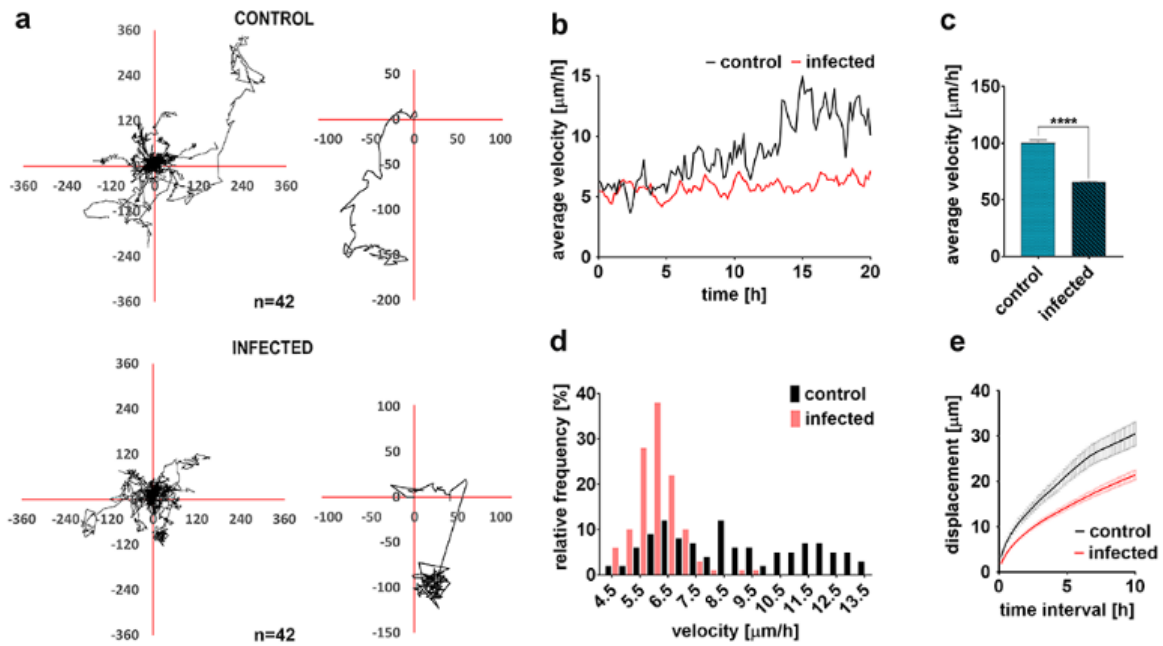 a
CONTROL
360
240
120
-360 -240 -120 0 120 240 360
-120
-240
-360
n=42
50
0
100 50 0 50 100
-50
-100
-150
-200
INFECTED
360
240
120
-360 -240 -120 0 120 240 360
-120
-240
-360
n=42
100
50
0
-100 -50 0 50 100
-50
-100
-150
b
control infected
average velocity [μm/h]
15
10
5
0
0 5 10 15 20
time [h]
c
average velocity [μm/h]
150
100
50
0
****
control
infected
d
control
infected
relative frequency [%]
40
30
20
10
0
4.5 5.5 6.5 7.5 8.5 9.5 10.5 11.5 12.5 13.5
velocity [μm/h]
e
displacement [μm]
40
30
20
10
0
control
infected
0 5 10
time interval [h]